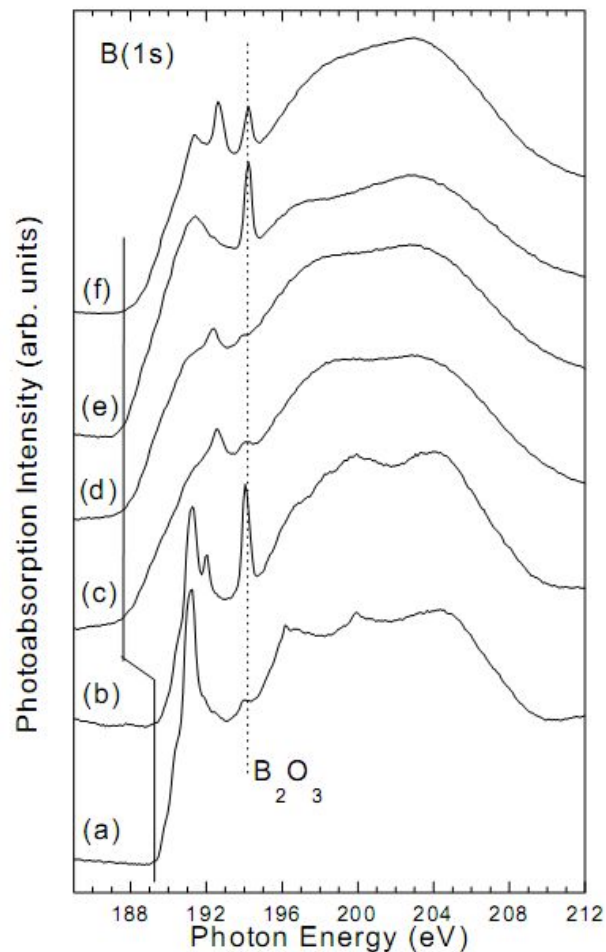 B(1s)
(f)
(e)
(d)
(c)
(b)
(a)
B2O3
Photoabsorption Intensity (arb. units)
188 192 196 200 204 208 212
Photon Energy (eV)